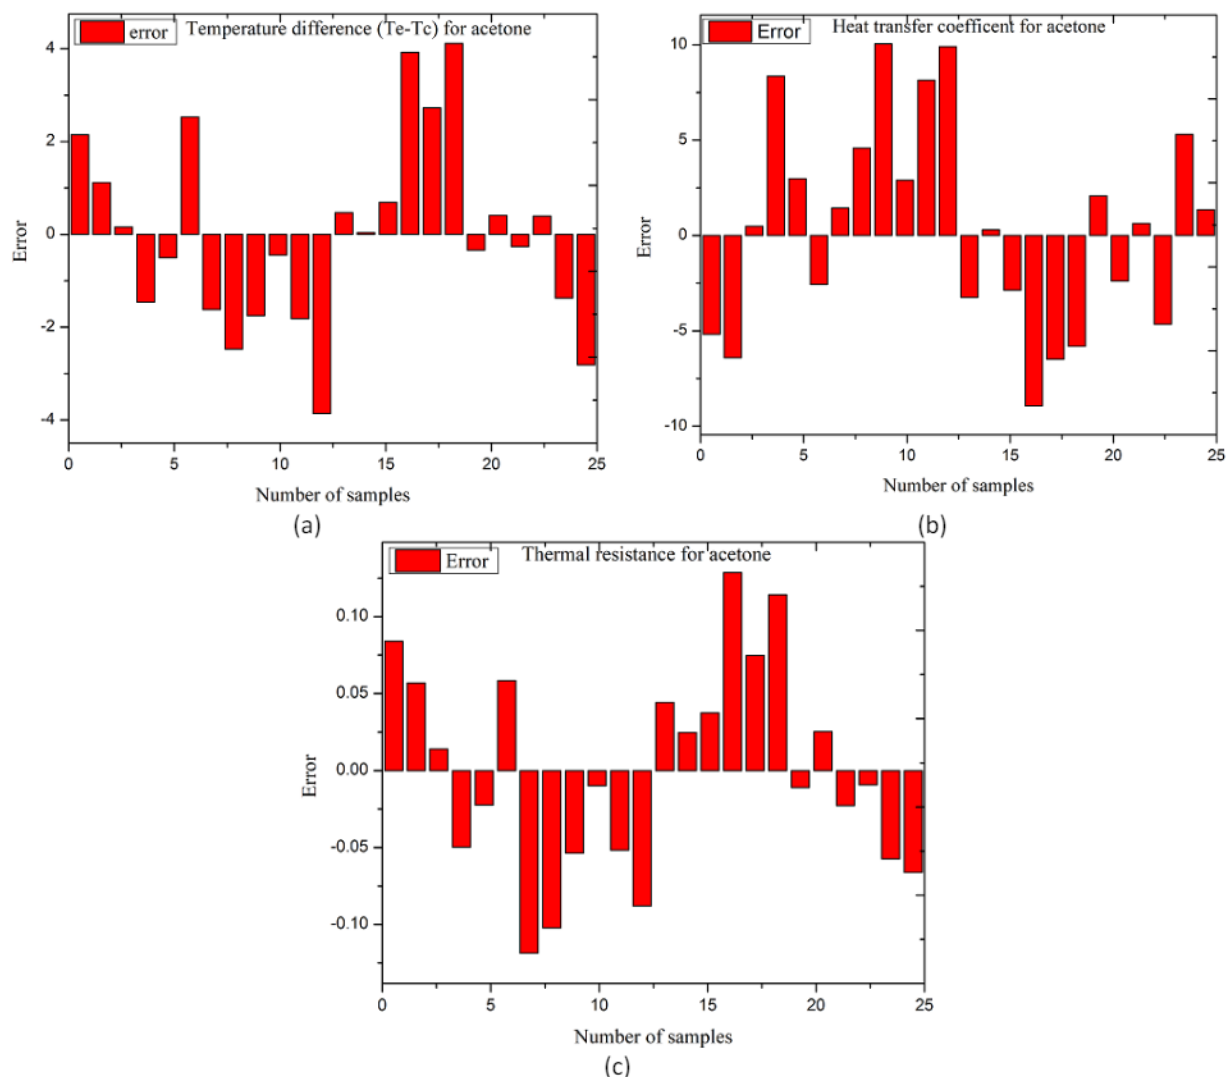 error
Temperature difference (Te-Tc) for acetone
4
2
0
-2
-4
Error
0
5
10
15
20
25
Number of samples
(a)
Error
Heat transfer coefficent for acetone
10
5
0
-5
-10
Error
0
5
10
15
20
25
Number of samples
(b)
Error
Thermal resistance for acetone
0.10
0.05
0.00
-0.05
-0.10
Error
0
5
10
15
20
25
Number of samples
(c)